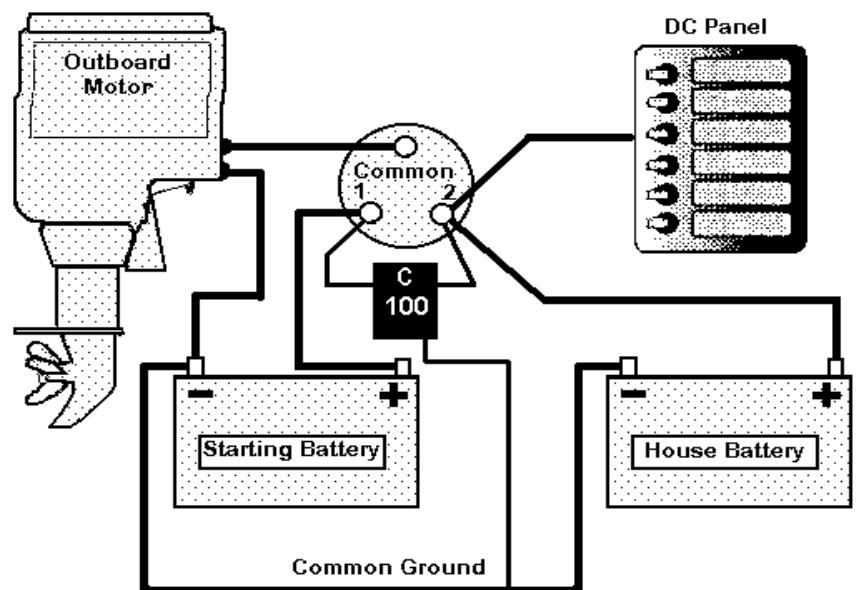 DC Panel
Outboard
Motor
Common
1 2
C
100
− +
Starting Battery
− +
House Battery
Common Ground